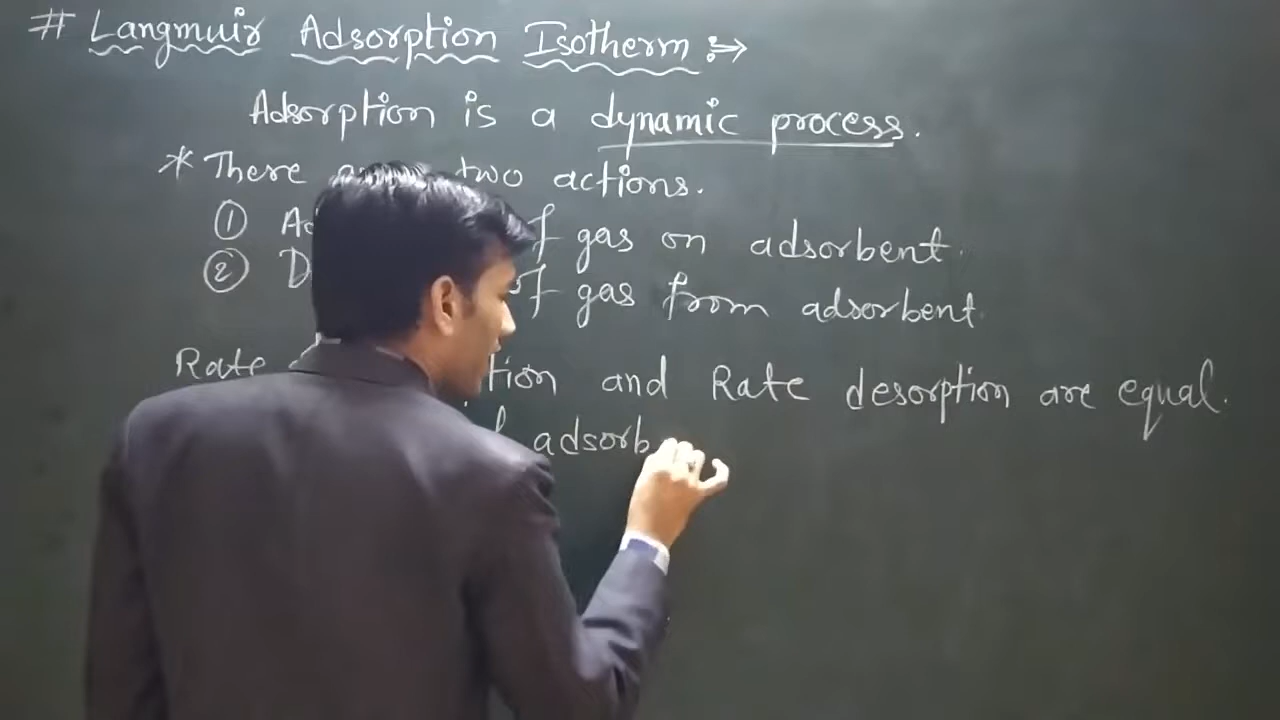 # Langmuir Adsorption Isotherm :→
Adsorption is a dynamic process.
* There two actions.
① gas on adsorbent.
② gas from adsorbent.
Rate and Rate desorption are equal.
adsorb